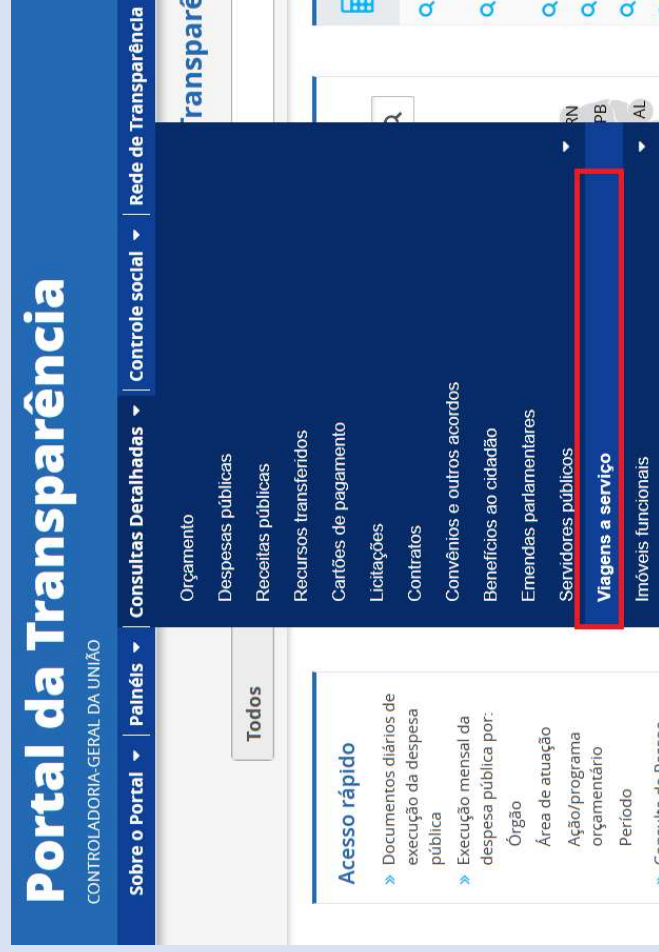 Portal da Transparência
CONTROLADORIA-GERAL DA UNIÃO
Sobre o Portal
Painéis
Consultas Detalhadas
Controle social
Rede de Transparência
Todos
Orçamento
Despesas públicas
Receitas públicas
Recursos transferidos
Cartões de pagamento
Licitações
Contratos
Convênios e outros acordos
Benefícios ao cidadão
Emendas parlamentares
Servidores públicos
Viagens a serviço
Imóveis funcionais
Acesso rápido
» Documentos diários de
execução da despesa
pública
» Execução mensal da
despesa pública por:
Órgão
Área de atuação
Ação/programa
orçamentário
Período
RN
PB
AL